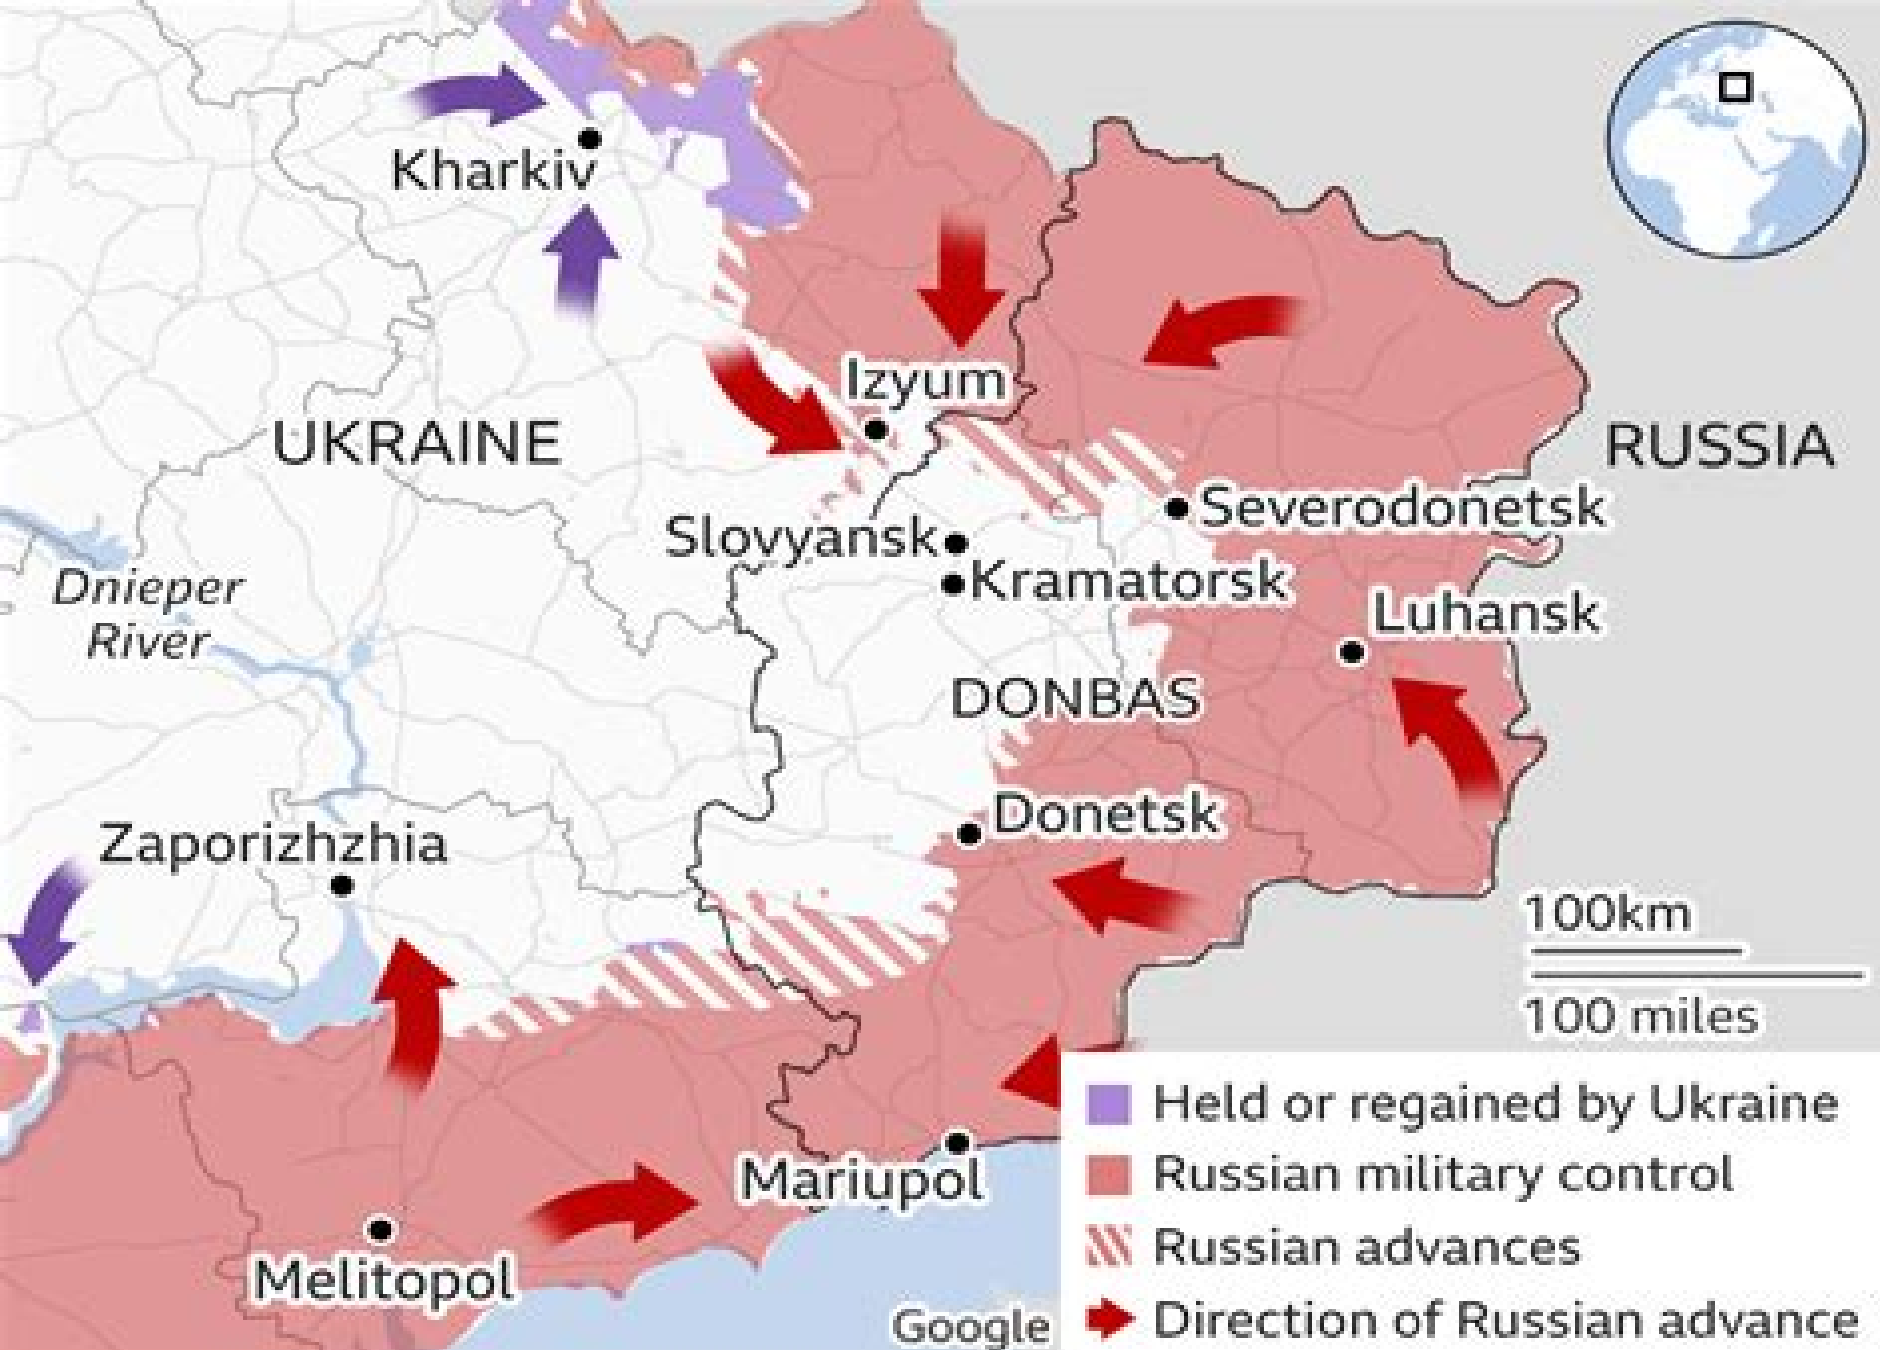 Kharkiv
Izyum
UKRAINE
RUSSIA
Severodonetsk
Slovyansk
Kramatorsk
Dnieper
River
Luhansk
DONBAS
Donetsk
Zaporizhzhia
100km
100 miles
Mariupol
Melitopol
Google
Held or regained by Ukraine
Russian military control
Russian advances
Direction of Russian advance